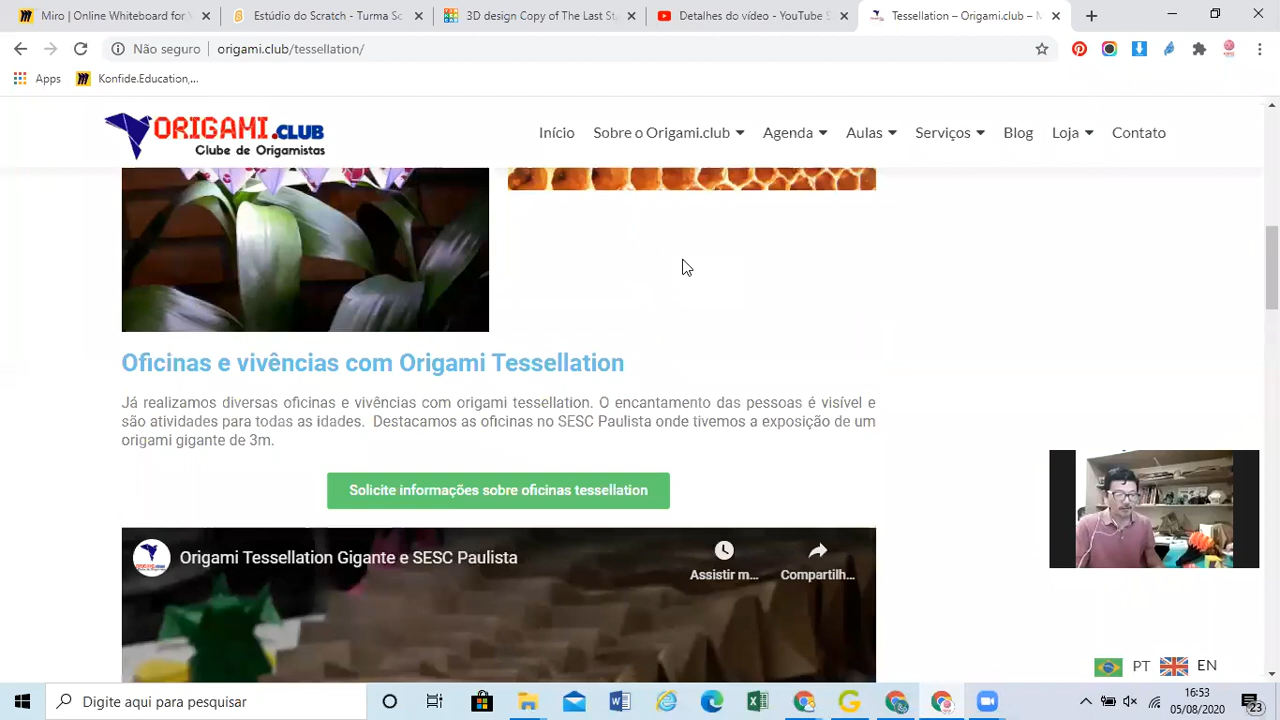 Miro | Online Whiteboard for
Estúdio do Scratch - Turma
3D design Copy of The Last St
Detalhes do vídeo - YouTube S
Tessellation – Origami.club – M
Não seguro | origami.club/tessellation/
Apps
Konfide.Education,...
ORIGAMI.CLUB
Clube de Origamistas
Início
Sobre o Origami.club
Agenda
Aulas
Serviços
Blog
Loja
Contato
Oficinas e vivências com Origami Tessellation
Já realizamos diversas oficinas e vivências com origami tessellation. O encantamento das pessoas é visível e
são atividades para todas as idades. Destacamos as oficinas no SESC Paulista onde tivemos a exposição de um
origami gigante de 3m.
Solicite informações sobre oficinas tessellation
Origami Tessellation Gigante e SESC Paulista
Assistir m...
Compartilh...
PT
EN
Digite aqui para pesquisar
16:53
05/08/2020
23